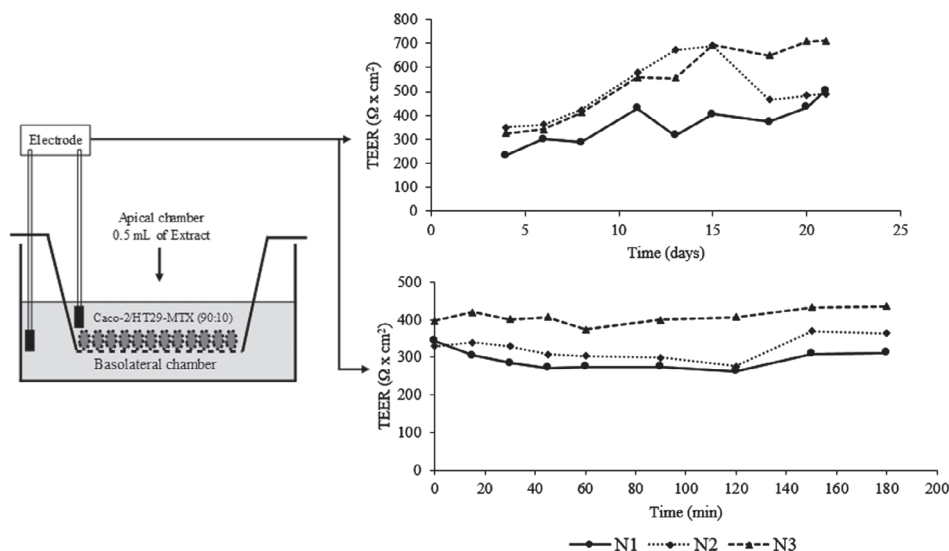 Electrode
Apical chamber
0.5 mL of Extract
Caco-2/HT29-MTX (90:10)
Basolateral chamber
TEER (Ω x cm²)
800
700
600
500
400
300
200
100
0
0 5 10 15 20 25
Time (days)
TEER (Ω x cm²)
500
400
300
200
100
0
0 20 40 60 80 100 120 140 160 180 200
Time (min)
N1 N2 N3